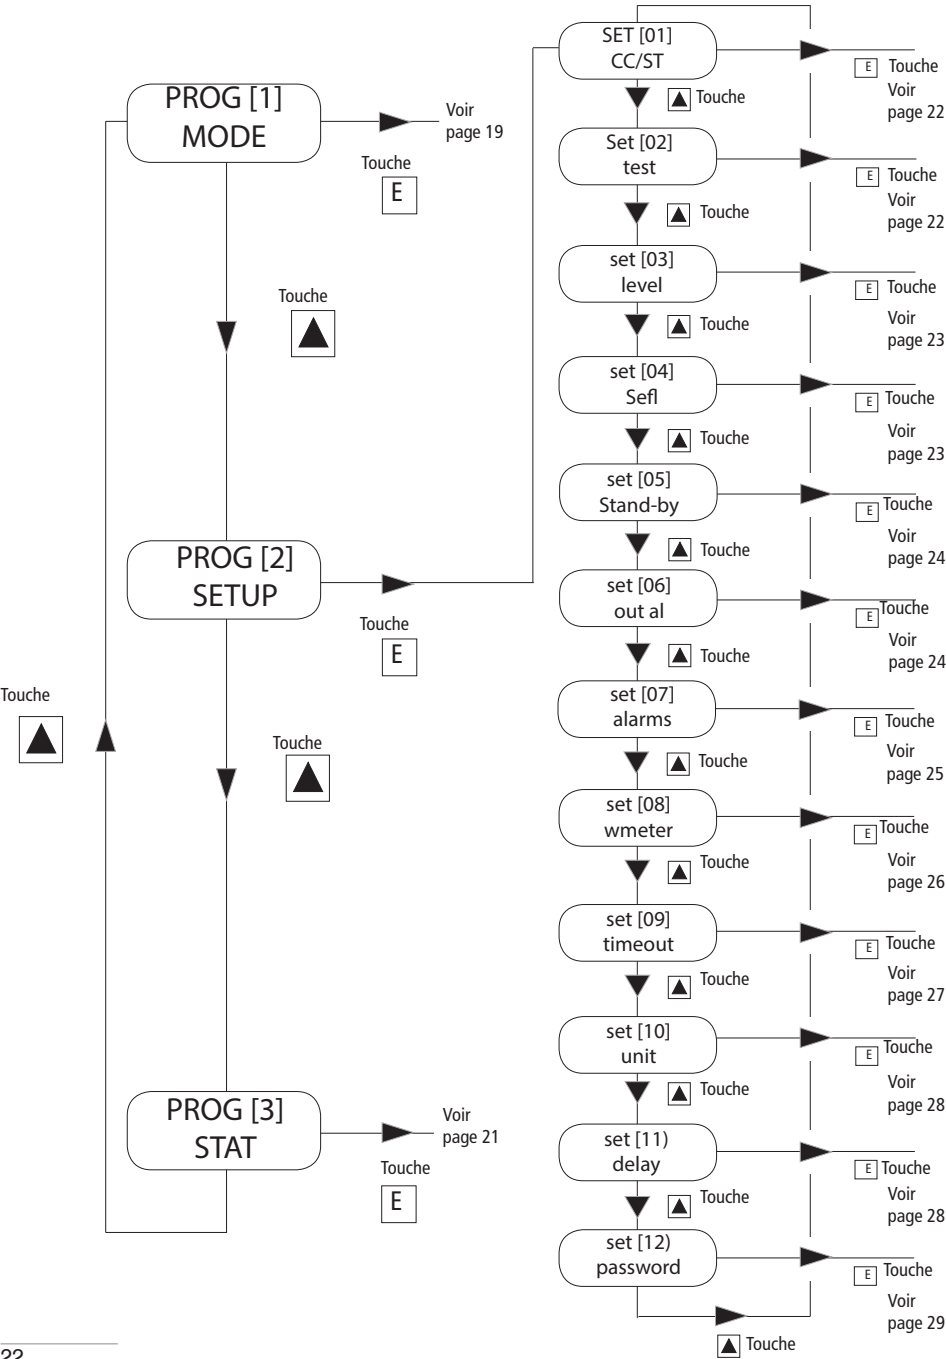 PROG [1]
MODE
Voir
page 19
Touche
E
Touche
PROG [2]
SETUP
Touche
E
Touche
Touche
PROG [3]
STAT
Voir
page 21
Touche
E
SET [01]
CC/ST
E Touche
Voir
page 22
Touche
Set [02]
test
E Touche
Voir
page 22
Touche
set [03]
level
E Touche
Voir
page 23
Touche
set [04]
Sefl
E Touche
Voir
page 23
Touche
set [05]
Stand-by
E Touche
Voir
page 24
Touche
set [06]
out al
E Touche
Voir
page 24
Touche
set [07]
alarms
E Touche
Voir
page 25
Touche
set [08]
wmeter
E Touche
Voir
page 26
Touche
set [09]
timeout
E Touche
Voir
page 27
Touche
set [10]
unit
E Touche
Voir
page 28
Touche
set [11)
delay
E Touche
Voir
page 28
Touche
set [12)
password
E Touche
Voir
page 29
Touche
22